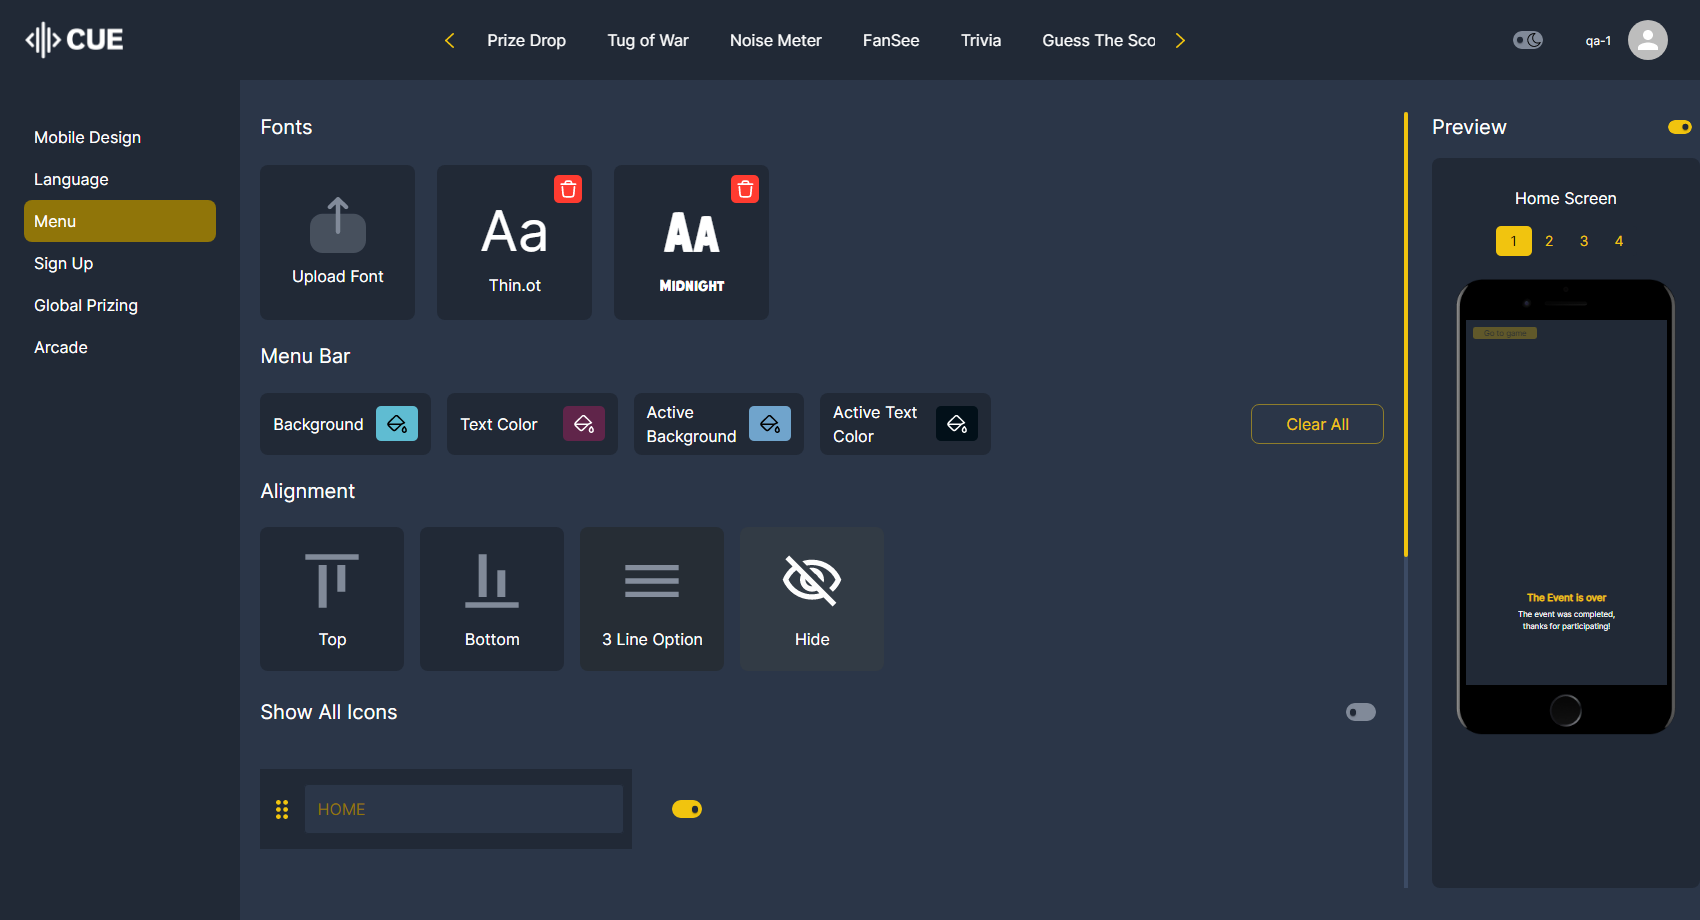 CUE
Prize Drop
Tug of War
Noise Meter
FanSee
Trivia
Guess The Sco
qa-1
Mobile Design
Language
Menu
Sign Up
Global Prizing
Arcade
Fonts
Upload Font
Aa
Thin.ot
AA
MIDNIGHT
Menu Bar
Background
Text Color
Active
Background
Active Text
Color
Clear All
Alignment
Top
Bottom
3 Line Option
Hide
Show All Icons
HOME
Preview
Home Screen
1 2 3 4
Go to game
The Event is over
The event was completed,
thanks for participating!